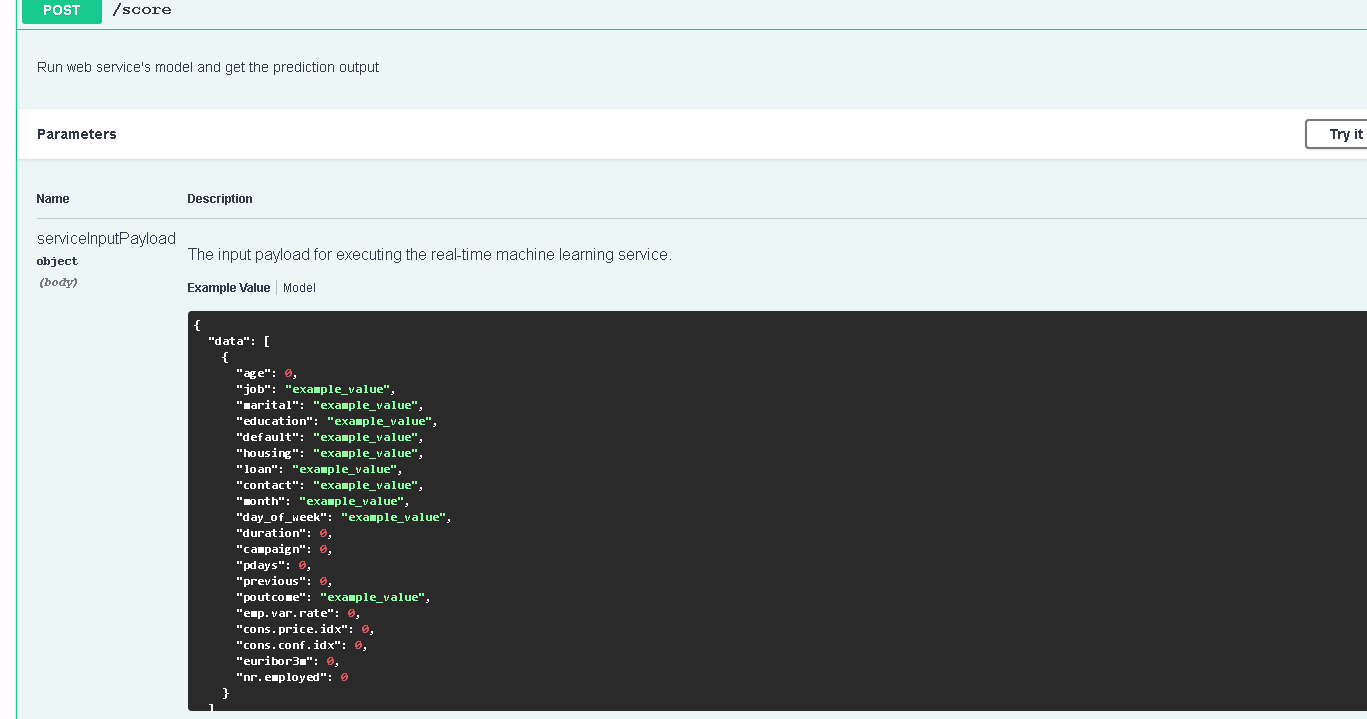 POST /score
Run web service's model and get the prediction output
Parameters
Try it
Name Description
serviceInputPayload
object
(body)
The input payload for executing the real-time machine learning service.
Example Value Model
{
"data": [
{
"age": 0,
"job": "example_value",
"marital": "example_value",
"education": "example_value",
"default": "example_value",
"housing": "example_value",
"loan": "example_value",
"contact": "example_value",
"month": "example_value",
"day_of_week": "example_value",
"duration": 0,
"campaign": 0,
"pdays": 0,
"previous": 0,
"poutcome": "example_value",
"emp.var.rate": 0,
"cons.price.idx": 0,
"cons.conf.idx": 0,
"euribor3m": 0,
"nr.employed": 0
}
]